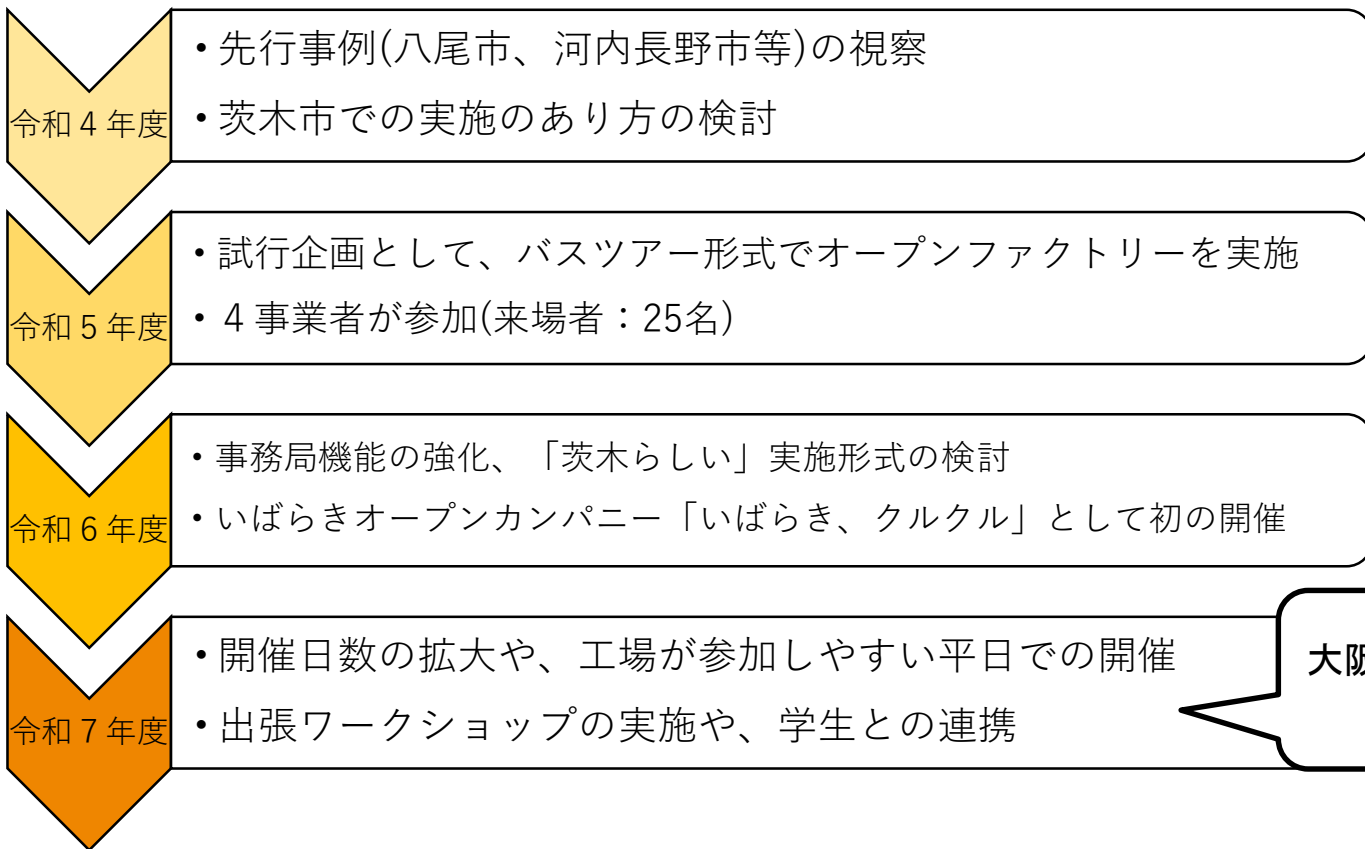 令和４年度
・先行事例(八尾市、河内長野市等)の視察
・茨木市での実施のあり方の検討
令和５年度
・試行企画として、バスツアー形式でオープンファクトリーを実施
・４事業者が参加(来場者：25名)
令和６年度
・事務局機能の強化、「茨木らしい」実施形式の検討
・いばらきオープンカンパニー「いばらき、クルクル」として初の開催
令和７年度
・開催日数の拡大や、工場が参加しやすい平日での開催
・出張ワークショップの実施や、学生との連携
大阪